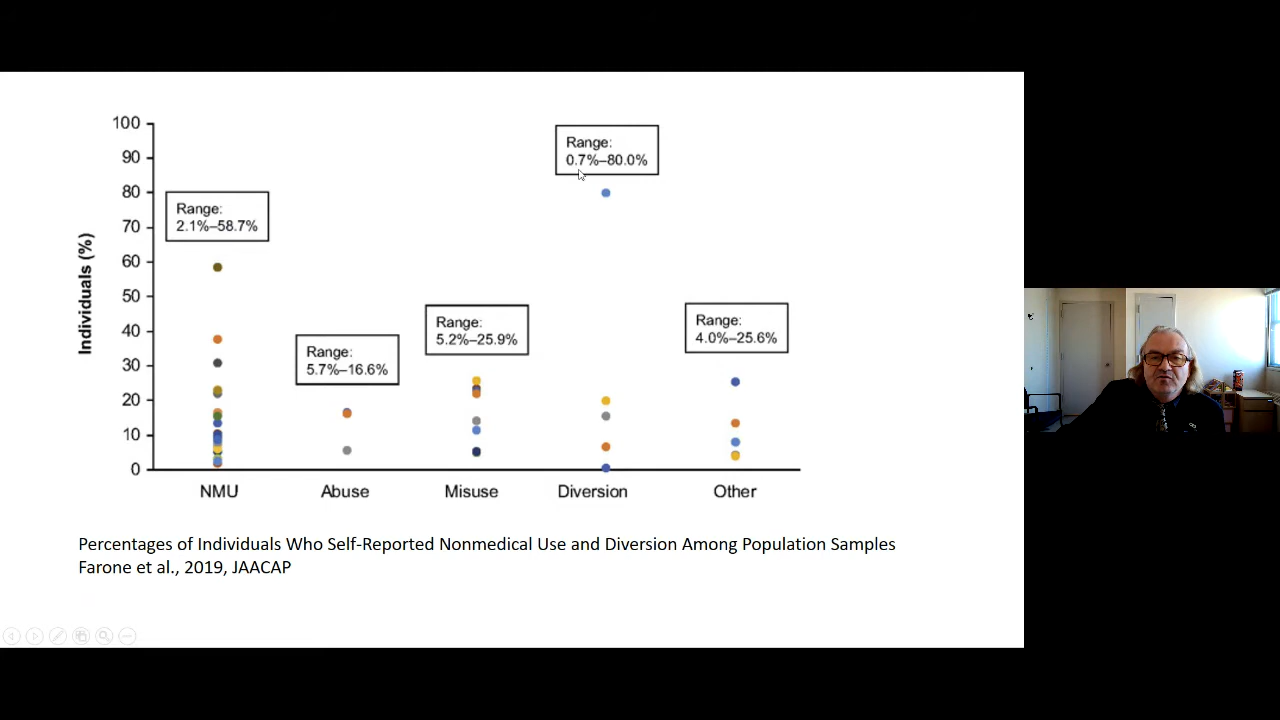 100
90
80
70
60
50
40
30
20
10
0
Individuals (%)
Range:
2.1%–58.7%
Range:
5.7%–16.6%
Range:
5.2%–25.9%
Range:
0.7%–80.0%
Range:
4.0%–25.6%
NMU
Abuse
Misuse
Diversion
Other
Percentages of Individuals Who Self-Reported Nonmedical Use and Diversion Among Population Samples
Farone et al., 2019, JAACAP